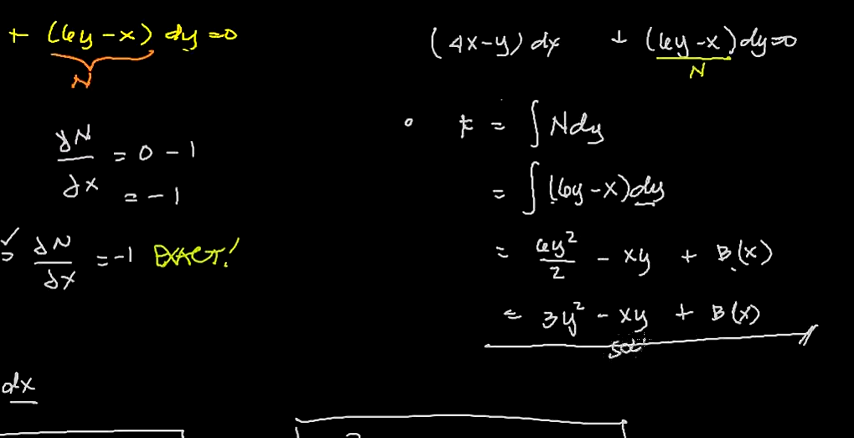 + (6y-x) dy=0
N
∂N/∂x = 0-1
= -1
= ∂N/∂x = -1 EXACT!
dx
(4x-y)dx + (6y-x)dy=0
N
F = ∫Ndy
= ∫(6y-x)dy
= 6y²/2 - xy + B(x)
= 3y² - xy + B(x)